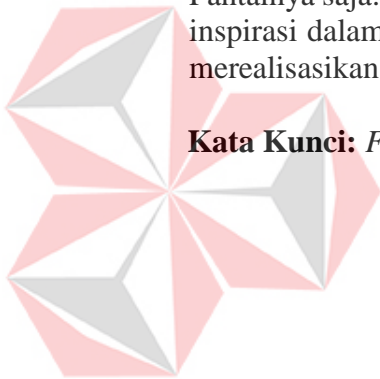 Pantainya saja.
inspirasi dalam
merealisasikan
Kata Kunci: F